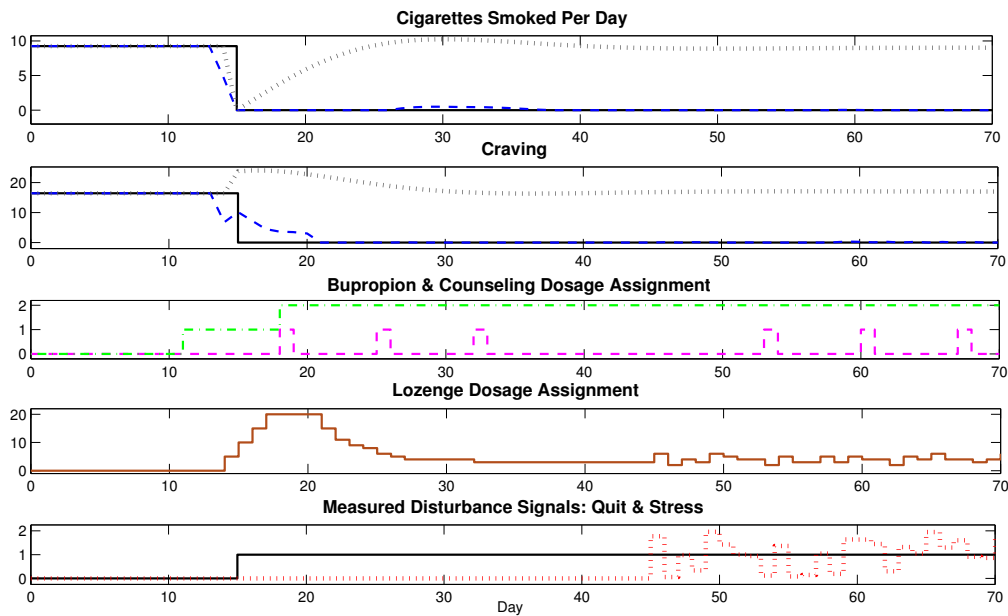 Cigarettes Smoked Per Day
10
5
0
0 10 20 30 40 50 60 70
Craving
20
10
0
0 10 20 30 40 50 60 70
Bupropion & Counseling Dosage Assignment
2
1
0
0 10 20 30 40 50 60 70
Lozenge Dosage Assignment
20
10
0
0 10 20 30 40 50 60 70
Measured Disturbance Signals: Quit & Stress
2
1
0
0 10 20 30 40 50 60 70
Day